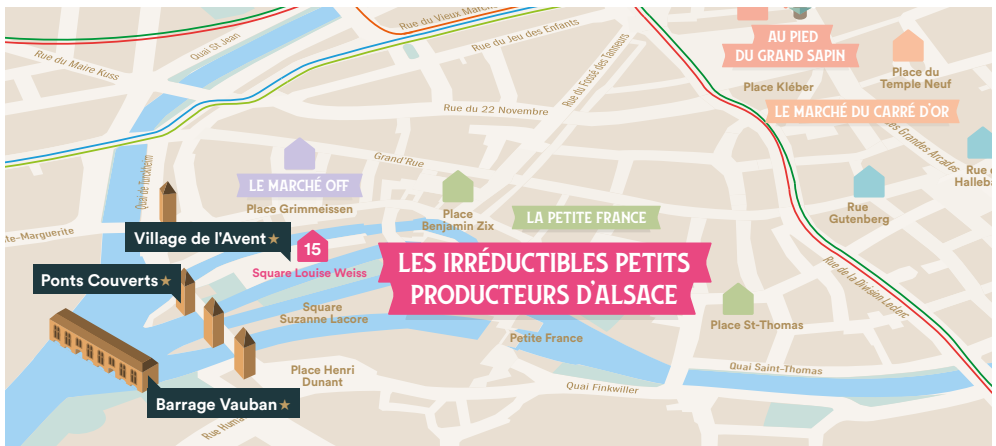 Rue du Vieux Marché
Quai St Jean
Rue du Jeu des Enfants
Rue du Maire Kuss
Rue du Fossé des Tanneurs
AU PIED
DU GRAND SAPIN
Place du
Temple Neuf
Place Kléber
Rue du 22 Novembre
LE MARCHÉ DU CARRÉ D'OR
Grandes Arcades
Grand'Rue
Quai de Turckheim
LE MARCHÉ OFF
Place Grimmeissen
Place
Benjamin Zix
LA PETITE FRANCE
Rue
Gutenberg
Rue
te-Marguerite
Village de l'Avent
15
Square Louise Weiss
LES IRRÉDUCTIBLES PETITS
PRODUCTEURS D'ALSACE
Ponts Couverts
Rue de la Division Leclerc
Square
Suzanne Lacore
Place St-Thomas
Petite France
Place Henri
Dunant
Quai Saint-Thomas
Quai Finkwiller
Barrage Vauban
Rue